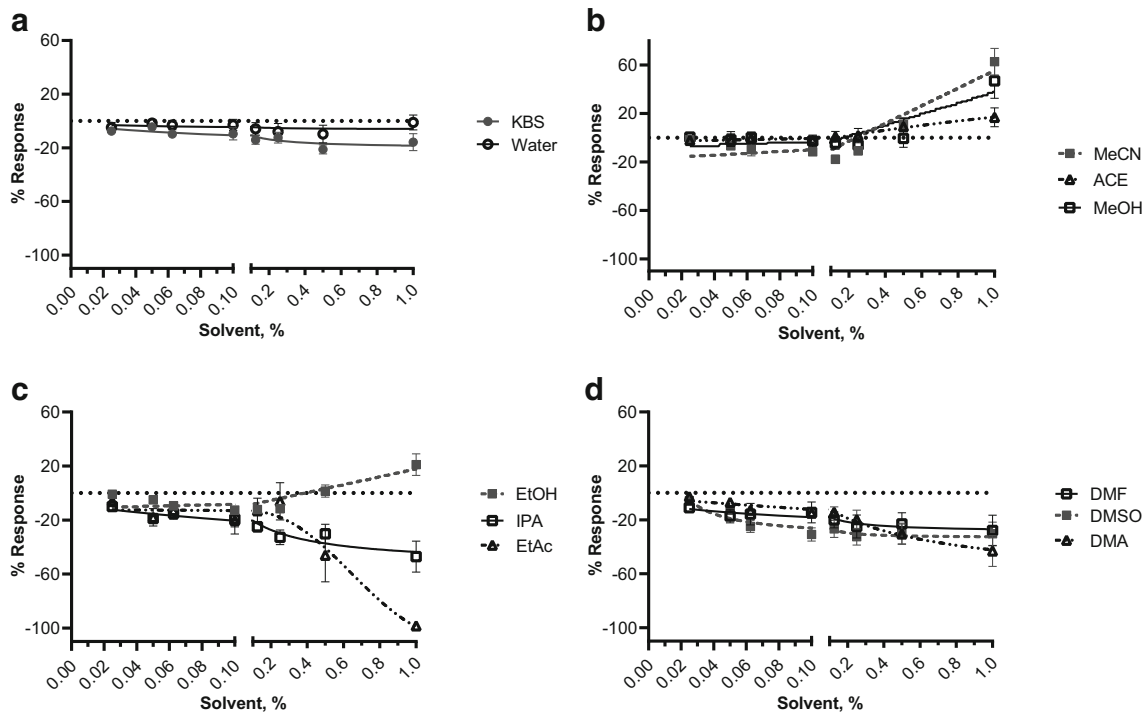 a
60
20
-20
-60
-100
% Response
0.00
0.02
0.04
0.06
0.08
0.10
0.2
0.4
0.6
0.8
1.0
Solvent, %
KBS
Water
b
60
20
-20
-60
-100
% Response
0.00
0.02
0.04
0.06
0.08
0.10
0.2
0.4
0.6
0.8
1.0
Solvent, %
MeCN
ACE
MeOH
c
60
20
-20
-60
-100
% Response
0.00
0.02
0.04
0.06
0.08
0.10
0.2
0.4
0.6
0.8
1.0
Solvent, %
EtOH
IPA
EtAc
d
60
20
-20
-60
-100
% Response
0.00
0.02
0.04
0.06
0.08
0.10
0.2
0.4
0.6
0.8
1.0
Solvent, %
DMF
DMSO
DMA